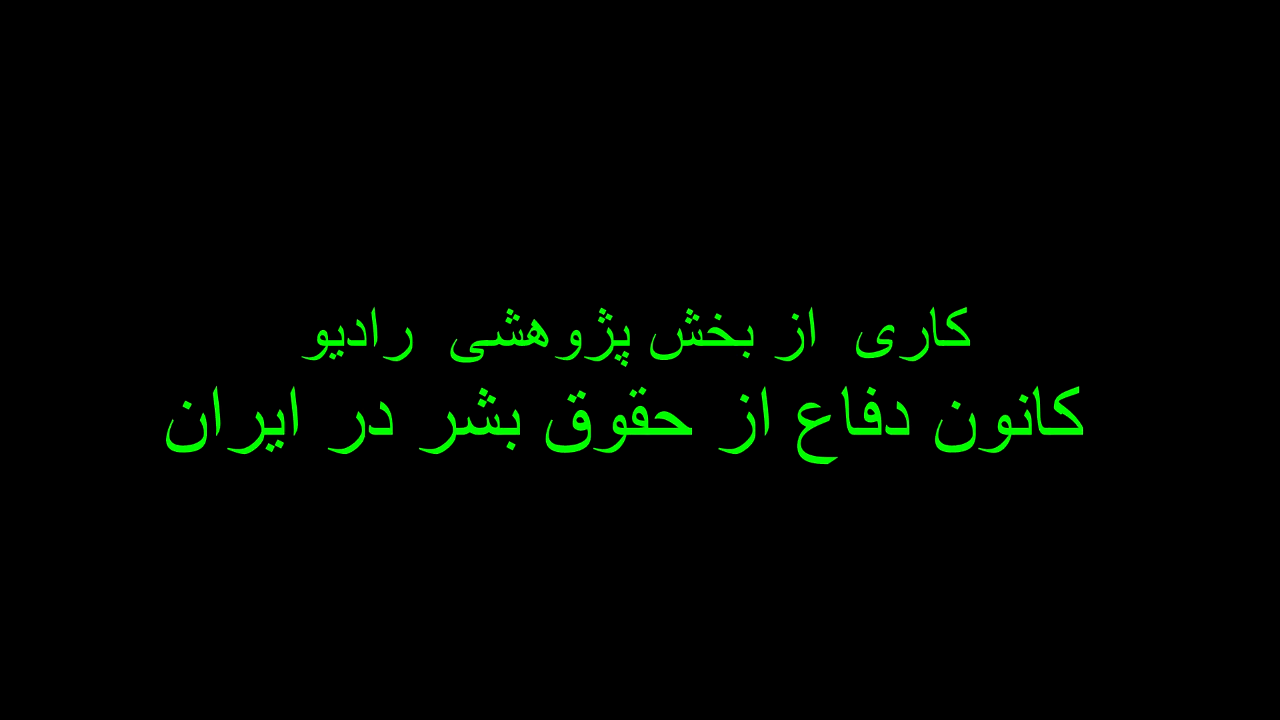 کاری از بخش پژوهشی رادیو
کانون دفاع از حقوق بشر در ایران